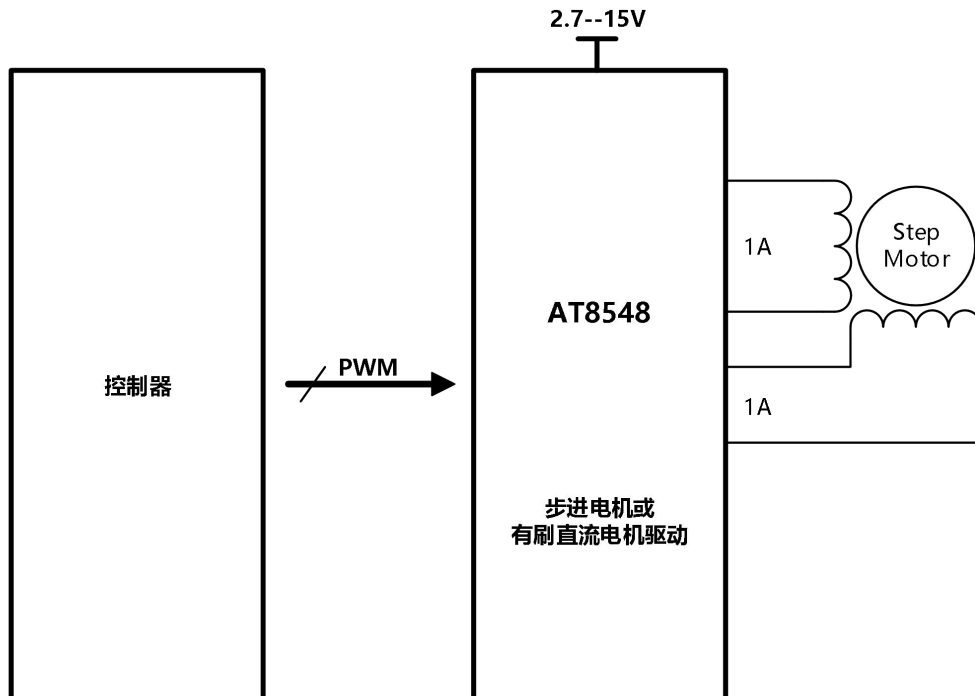 2.7--15V
1A
Step
Motor
AT8548
PWM
控制器
1A
步进电机或
有刷直流电机驱动